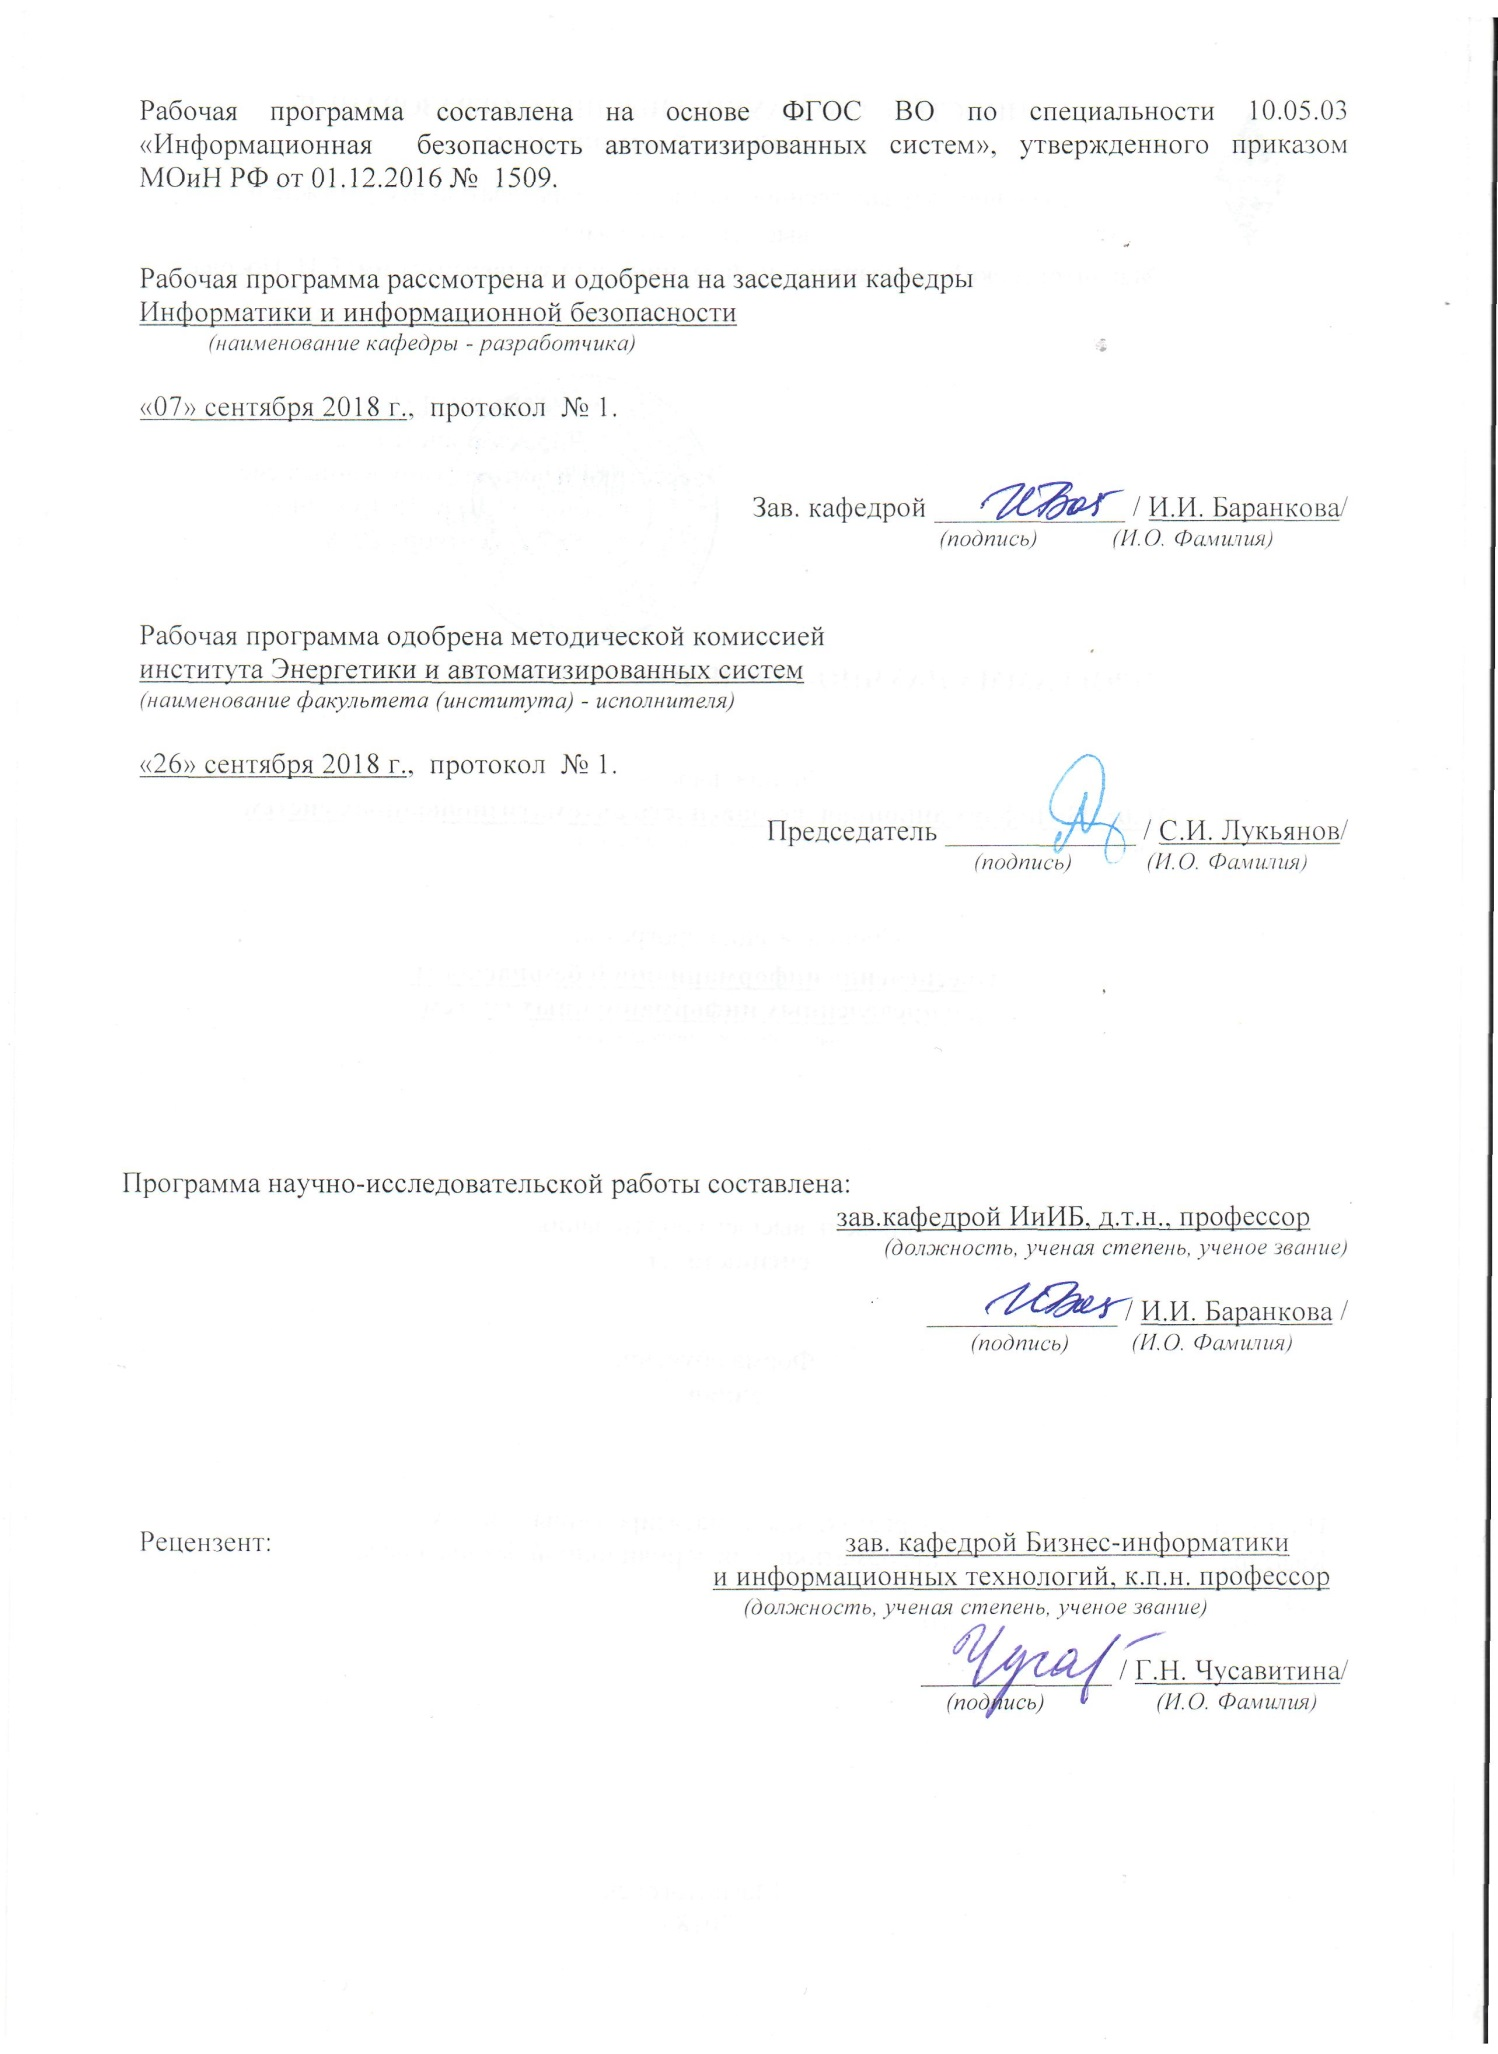 Рабочая программа составлена на основе ФГОС ВО по специальности 10.05.03
«Информационная безопасность автоматизированных систем», утвержденного приказом
МОиН РФ от 01.12.2016 № 1509.
Рабочая программа рассмотрена и одобрена на заседании кафедры
Информатики и информационной безопасности
(наименование кафедры - разработчика)
«07» сентября 2018 г., протокол № 1.
Зав. кафедрой ______________ / И.И. Баранкова/
(подпись) (И.О. Фамилия)
Рабочая программа одобрена методической комиссией
института Энергетики и автоматизированных систем
(наименование факультета (института) - исполнителя)
«26» сентября 2018 г., протокол № 1.
Председатель ______________ / С.И. Лукьянов/
(подпись) (И.О. Фамилия)
Программа научно-исследовательской работы составлена:
зав.кафедрой ИиИБ, д.т.н., профессор
(должность, ученая степень, ученое звание)
______________ / И.И. Баранкова /
(подпись) (И.О. Фамилия)
Рецензент: зав. кафедрой Бизнес-информатики
и информационных технологий, к.п.н. профессор
(должность, ученая степень, ученое звание)
______________ / Г.Н. Чусавитина/
(подпись) (И.О. Фамилия)